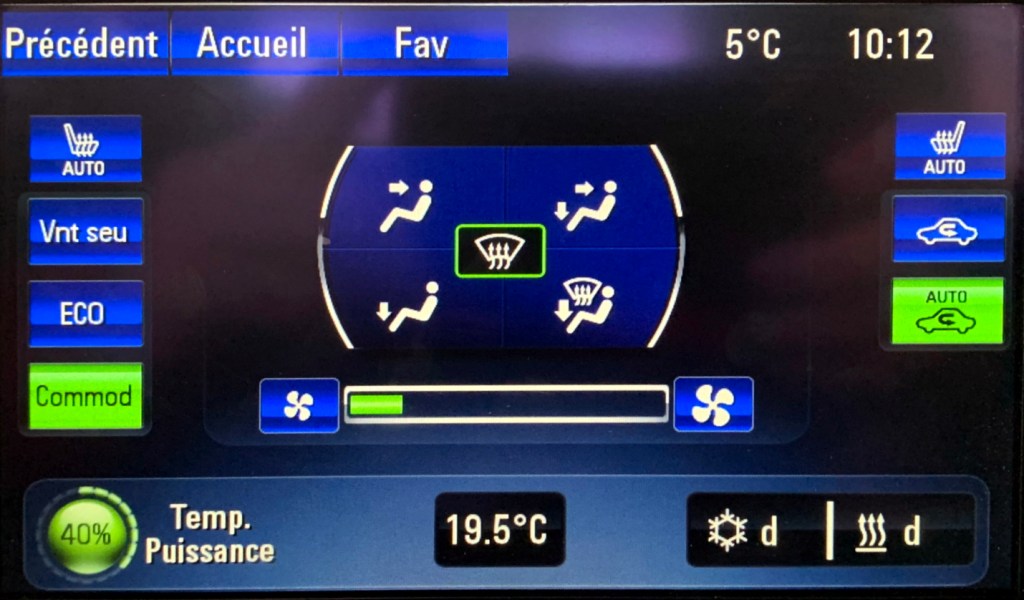 Précédent Accueil Fav 5°C 10:12
AUTO
AUTO
Vnt seu
ECO
AUTO
Commod
40%
Temp.
Puissance
19.5°C
d
d